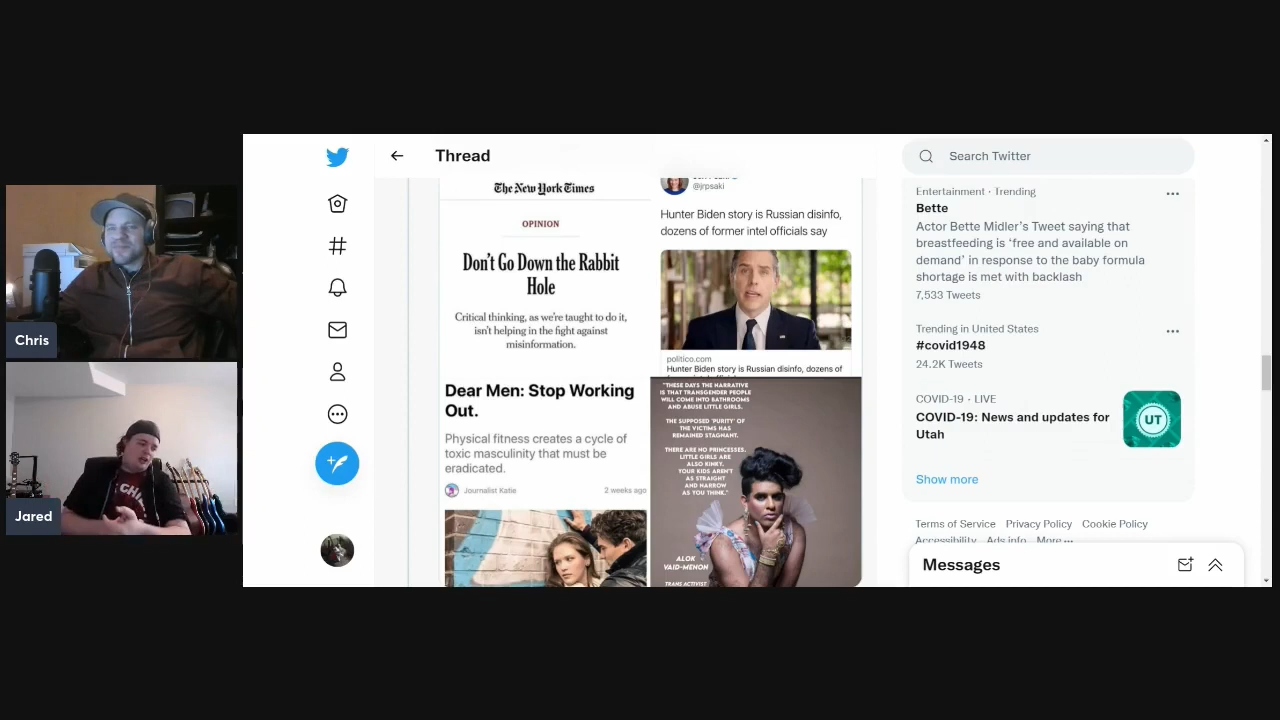 Chris
Jared
Thread
The New York Times
OPINION
Don't Go Down the Rabbit
Hole
Critical thinking, as we're taught to do it,
isn't helping in the fight against
misinformation.
Dear Men: Stop Working
Out.
Physical fitness creates a cycle of
toxic masculinity that must be
eradicated.
Journalist Katie
2 weeks ago
@jrpsaki
Hunter Biden story is Russian disinfo,
dozens of former intel officials say
politico.com
Hunter Biden story is Russian disinfo, dozens of
"THESE DAYS THE NARRATIVE
IS THAT TRANSGENDER PEOPLE
WILL COME INTO BATHROOMS
AND ABUSE LITTLE GIRLS.
THE SUPPOSED 'PURITY' OF
THE VICTIMS HAS
REMAINED STAGNANT.
THERE ARE NO PRINCESSES.
LITTLE GIRLS ARE
ALSO KINKY.
YOUR KIDS AREN'T
AS STRAIGHT
AND NARROW
AS YOU THINK."
ALOK
VAID-MENON
TRANS ACTIVIST
Search Twitter
Entertainment · Trending
Bette
Actor Bette Midler's Tweet saying that
breastfeeding is 'free and available on
demand' in response to the baby formula
shortage is met with backlash
7,533 Tweets
Trending in United States
#covid1948
24.2K Tweets
COVID-19 · LIVE
COVID-19: News and updates for
Utah
UT
Show more
Terms of Service Privacy Policy Cookie Policy
Accessibility Ads info More
Messages